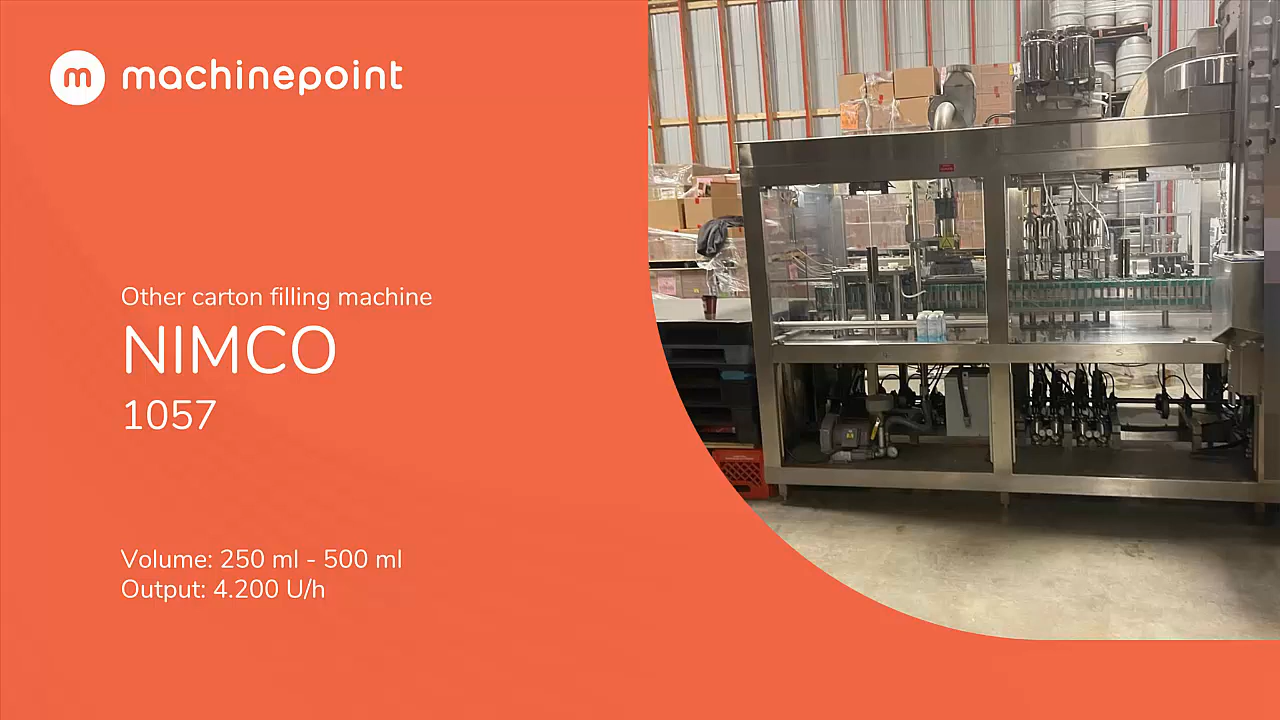 m machinepoint
Other carton filling machine
NIMCO
1057
Volume: 250 ml - 500 ml
Output: 4.200 U/h